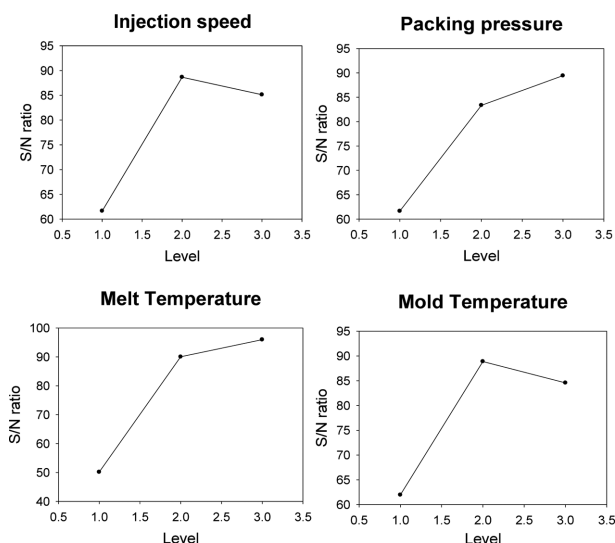 Injection speed
95
90
85
80
75
70
65
60
0.5 1.0 1.5 2.0 2.5 3.0 3.5
S/N ratio
Level
Packing pressure
95
90
85
80
75
70
65
60
0.5 1.0 1.5 2.0 2.5 3.0 3.5
S/N ratio
Level
Melt Temperature
100
90
80
70
60
50
40
0.5 1.0 1.5 2.0 2.5 3.0 3.5
S/N ratio
Level
Mold Temperature
95
90
85
80
75
70
65
60
0.5 1.0 1.5 2.0 2.5 3.0 3.5
S/N ratio
Level